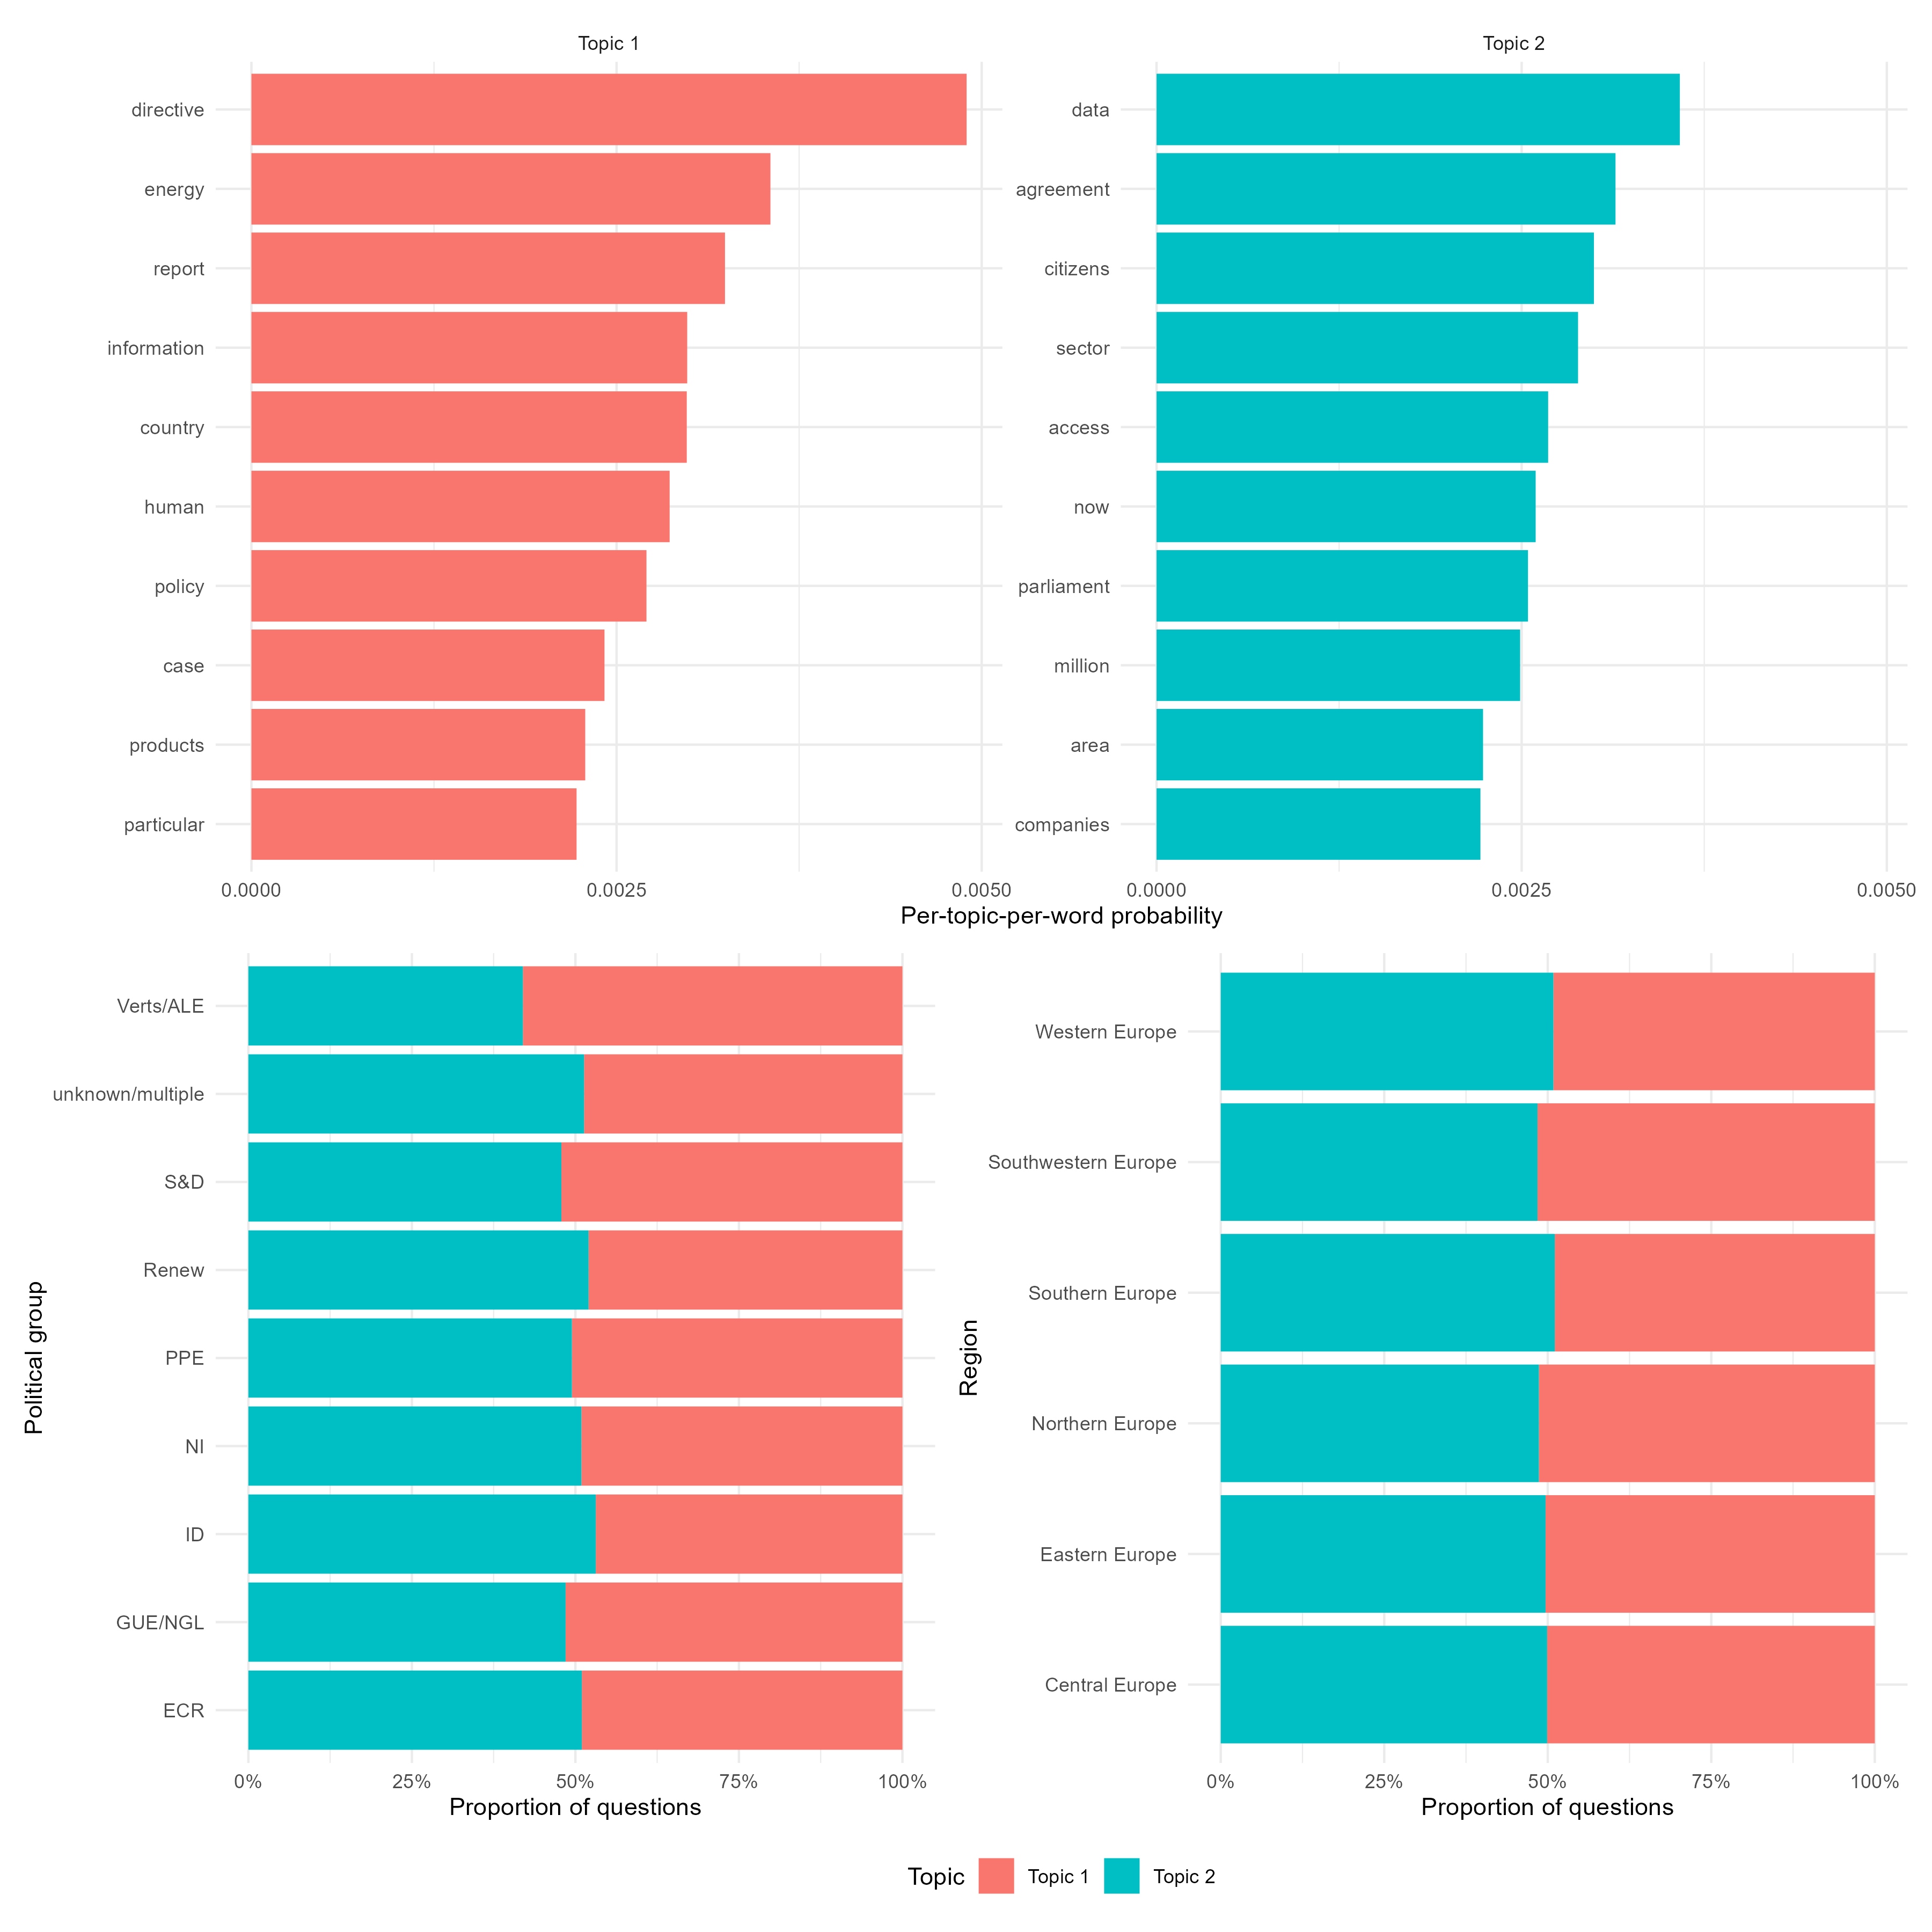 Topic 1
Topic 2
directive
energy
report
information
country
human
policy
case
products
particular
data
agreement
citizens
sector
access
now
parliament
million
area
companies
0.0000 0.0025 0.0050
0.0000 0.0025 0.0050
Per-topic-per-word probability
Political group
Verts/ALE
unknown/multiple
S&D
Renew
PPE
NI
ID
GUE/NGL
ECR
0% 25% 50% 75% 100%
Proportion of questions
Region
Western Europe
Southwestern Europe
Southern Europe
Northern Europe
Eastern Europe
Central Europe
0% 25% 50% 75% 100%
Proportion of questions
Topic Topic 1 Topic 2